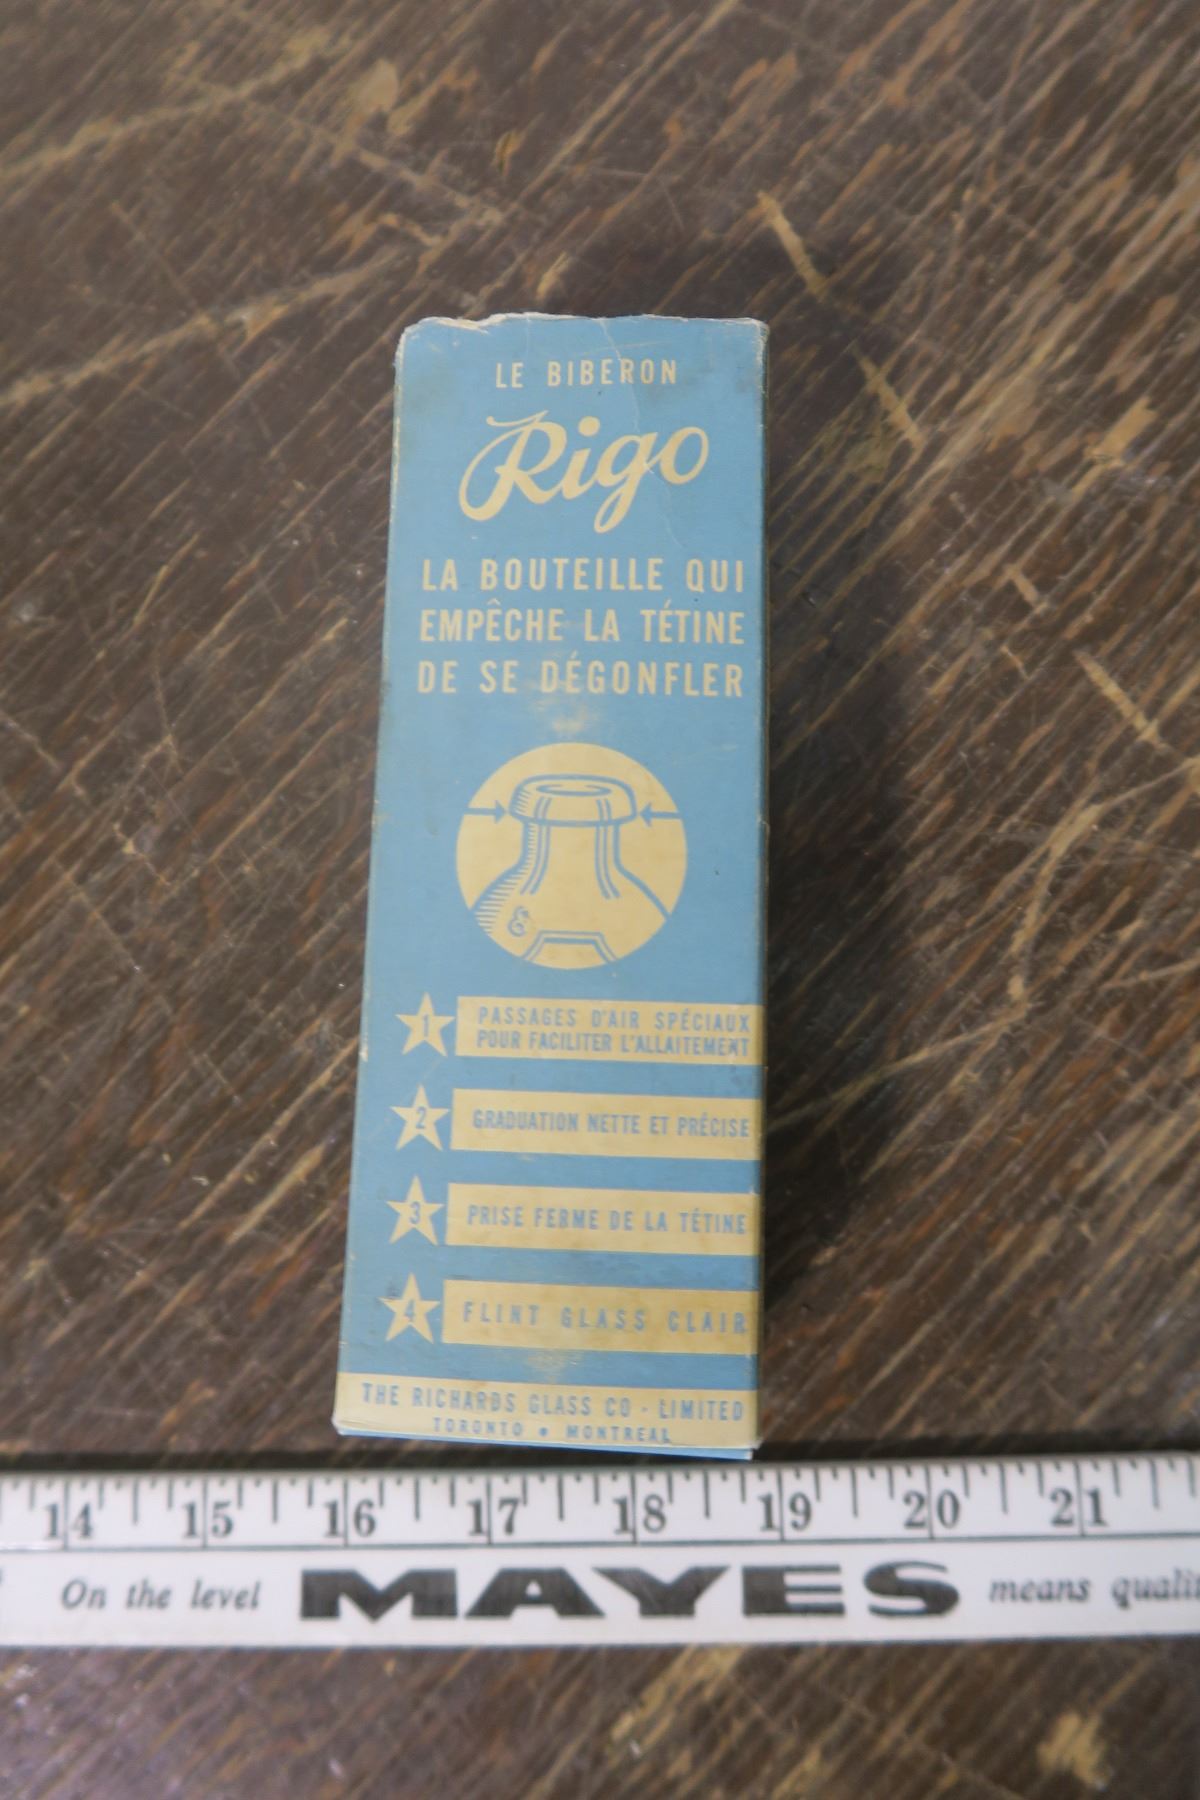 LE BIBERON
Rigo
LA BOUTEILLE QUI
EMPÊCHE LA TÉTINE
DE SE DÉGONFLER
8
1
PASSAGES D'AIR SPÉCIAUX
POUR FACILITER L'ALLAITEMENT
2
GRADUATION NETTE ET PRÉCISE
3
PRISE FERME DE LA TÉTINE
4
FLINT GLASS CLAIR
THE RICHARDS GLASS CO - LIMITED
TORONTO • MONTREAL
14 15 16 17 18 19 20 21
On the level MAYES means